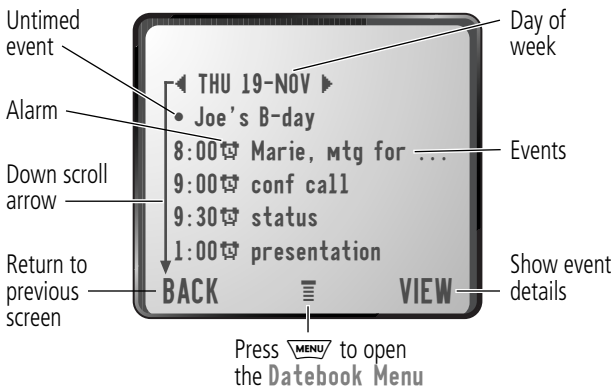 Untimed
event
Day of
week
THU 19-NOV
Alarm
• Joe's B-day
8:00 Marie, Mtg for ...
Events
9:00 conf call
Down scroll
arrow
9:30 status
1:00 presentation
Return to
previous
screen
BACK
VIEW
Show event
details
Press MENU to open
the Datebook Menu